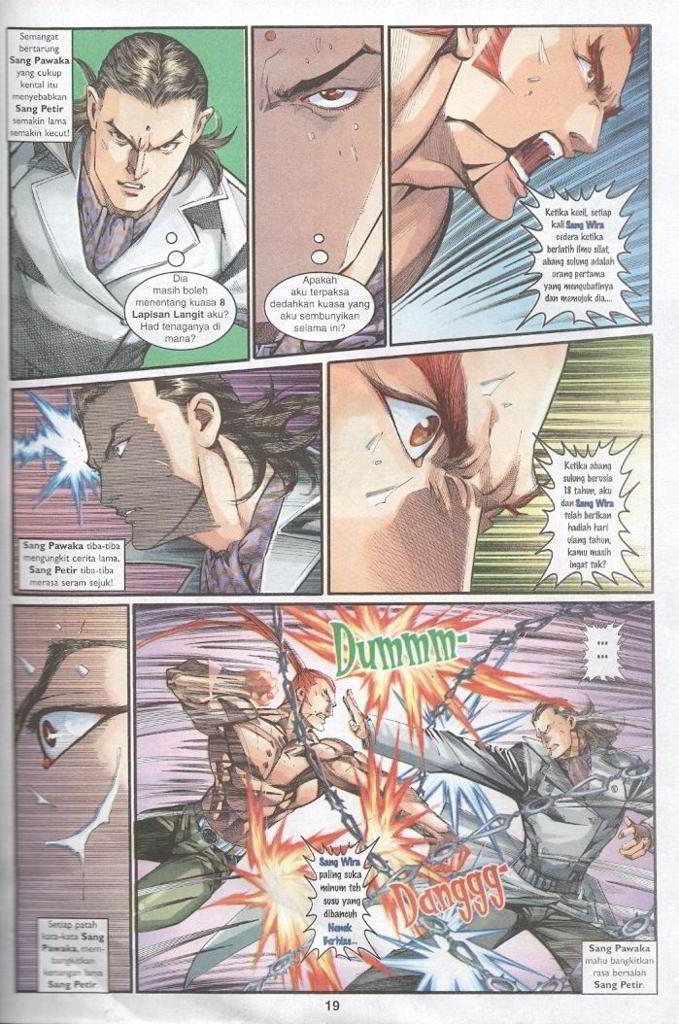 Semangat
bertarung
Sang Pawaka
yang cukup
kental itu
menyebabkan
Sang Petir
semakin lama
semakin kecut!
Dia
masih boleh
menentang kuasa 8
Lapisan Langit aku?
Had tenaganya di
mana?
Apakah
aku terpaksa
dedahkan kuasa yang
aku sembunyikan
selama ini?
Ketika kecil, setiap
kali Sang Wira
cedera ketika
berlatih ilmu silat,
abang sulung adalah
orang pertama
yang mengubatinya
dan memujuk dia....
Sang Pawaka tiba-tiba
mengungkit cerita lama,
Sang Petir tiba-tiba
merasa seram sejuk!
Ketika abang
sulung berusia
18 tahun, aku
dan Sang Wira
telah berikan
hadiah hari
ulang tahun,
kamu masih
ingat tak?
Setiap patah
kata-kata Sang
Pawaka, mem-
bangkitkan
kenangan lama
Sang Petir.
Dummm-
...
...
Sang Wira
paling suka
minum teh
susu yang
dibancuh
Nenek
Berhias...
Danggg-
Sang Pawaka
mahu bangkitkan
rasa bersalah
Sang Petir.
19